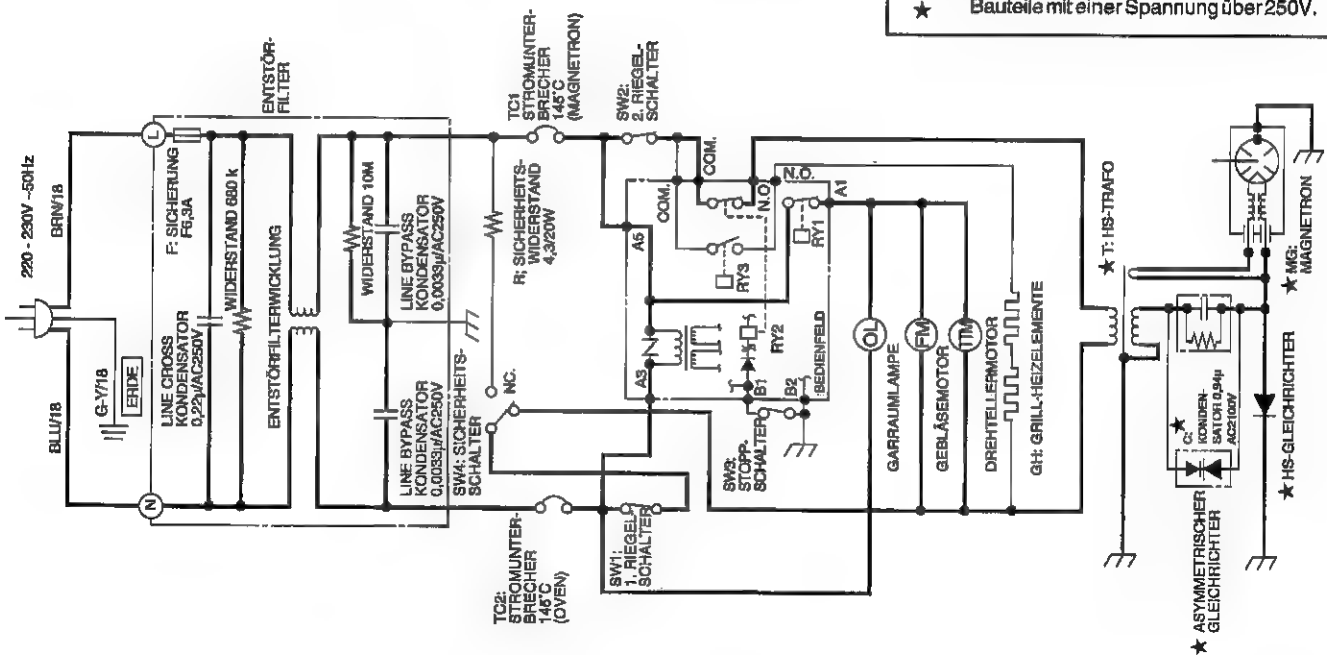 ★ Bauteile mit einer Spannung über 250V.
220 - 230V ~50Hz
BLU/18
BRN/18
G-Y/18
ERDE
N
L
F: SICHERUNG
F6,3A
ENTSTÖR-
FILTER
LINE CROSS
KONDENSATOR
0,22µ/AC250V
WIDERSTAND 680 k
ENTSTÖRFILTERWICKLUNG
WIDERSTAND 10M
LINE BYPASS
KONDENSATOR
0,0033µ/AC250V
LINE BYPASS
KONDENSATOR
0,0033µ/AC250V
SW4: SICHERHEITS-
SCHALTER
NC.
R: SICHERHEITS-
WIDERSTAND
4,3/20W
TC1
STROMUNTER-
BRECHER
145°C
(MAGNETRON)
TC2:
STROMUNTER-
BRECHER
145°C
(OVEN)
SW2:
2. RIEGEL-
SCHALTER
SW1:
1. RIEGEL-
SCHALTER
COM.
COM.
N.O.
N.O.
A5
A3
A1
RY3
RY1
RY2
B1
B2
BEDIENFELD
SW3:
STOPP-
SCHALTER
OL
GARRAUMLAMPE
FM
GEBLÄSEMOTOR
TTM
DREHTELLERMOTOR
GH: GRILL-HEIZELEMENTE
★ T: HS-TRAFO
★ MG:
MAGNETRON
★
C:
KONDEN-
SATOR 0,94µ
AC2100V
★ HS-GLEICHRICHTER
★ ASYMMETRISCHER
GLEICHRICHTER